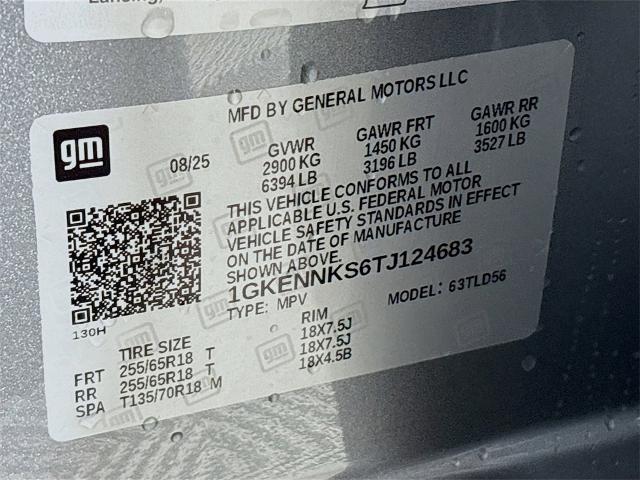 Lansing,
gm
MFD BY GENERAL MOTORS LLC
08/25
GVWR
2900 KG
6394 LB
GAWR FRT
1450 KG
3196 LB
GAWR RR
1600 KG
3527 LB
THIS VEHICLE CONFORMS TO ALL
APPLICABLE U.S. FEDERAL MOTOR
VEHICLE SAFETY STANDARDS IN EFFECT
ON THE DATE OF MANUFACTURE
SHOWN ABOVE.
1GKENNKS6TJ124683
TYPE: MPV
MODEL: 63TLD56
130H
TIRE SIZE
RIM
FRT 255/65R18 T 18X7.5J
RR 255/65R18 T 18X7.5J
SPA T135/70R18 M 18X4.5B